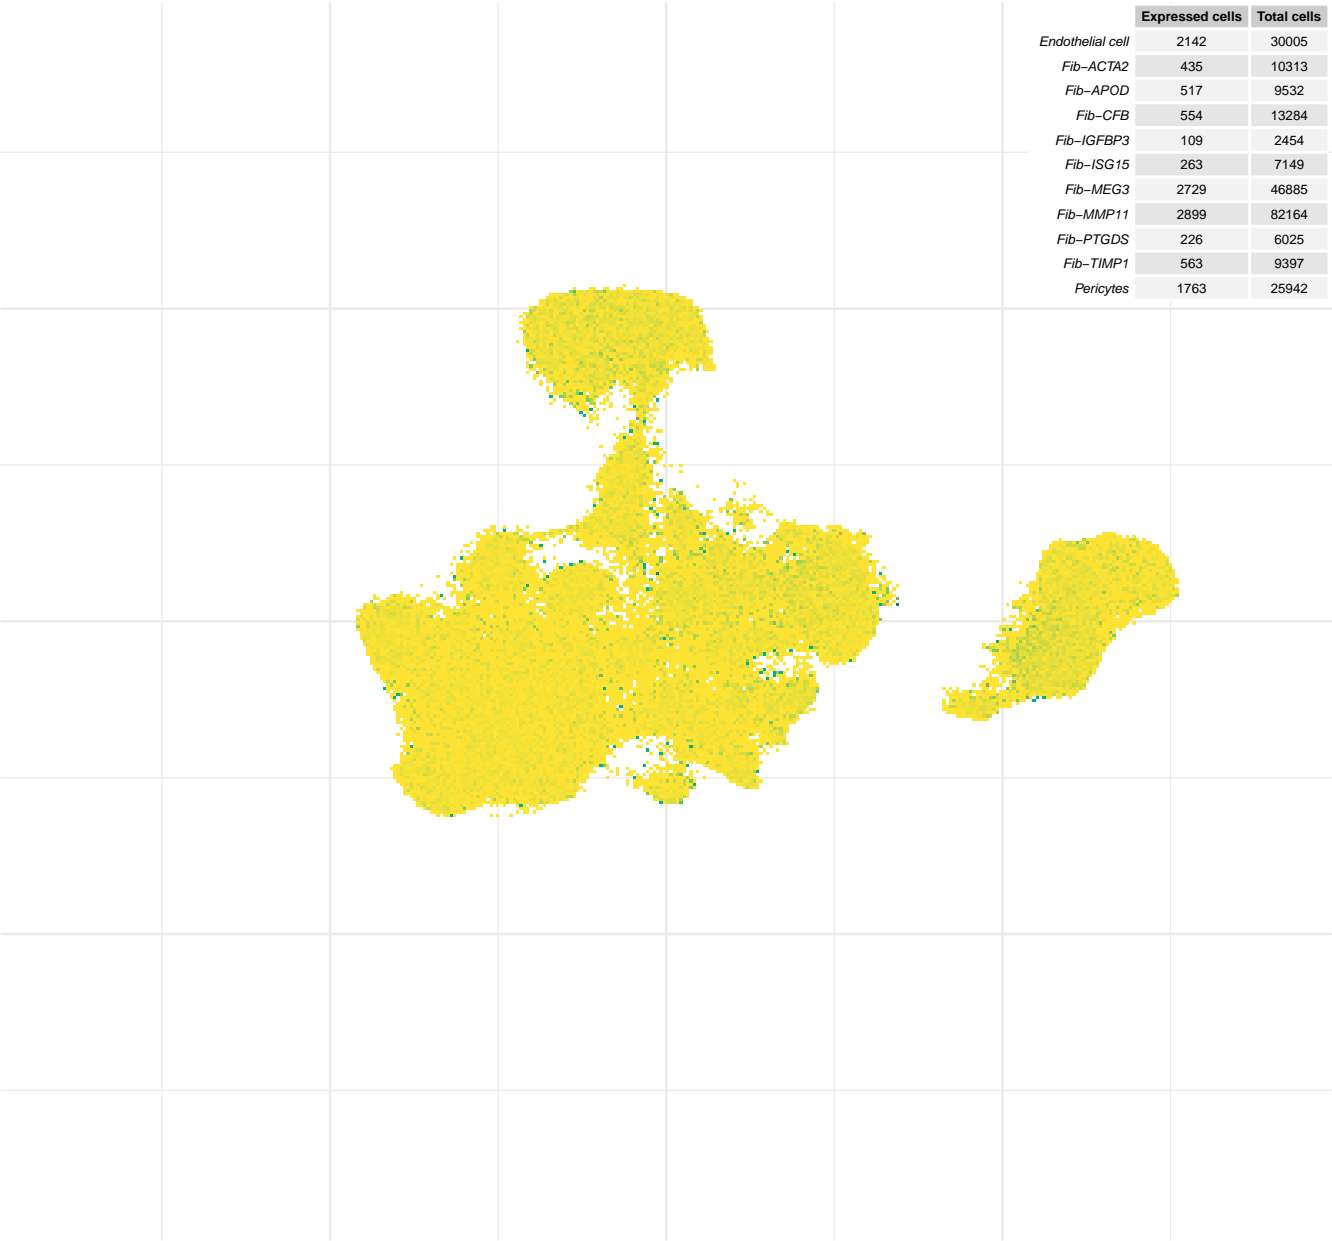 Expressed cells Total cells
Endothelial cell 2142 30005
Fib−ACTA2 435 10313
Fib−APOD 517 9532
Fib−CFB 554 13284
Fib−IGFBP3 109 2454
Fib−ISG15 263 7149
Fib−MEG3 2729 46885
Fib−MMP11 2899 82164
Fib−PTGDS 226 6025
Fib−TIMP1 563 9397
Pericytes 1763 25942